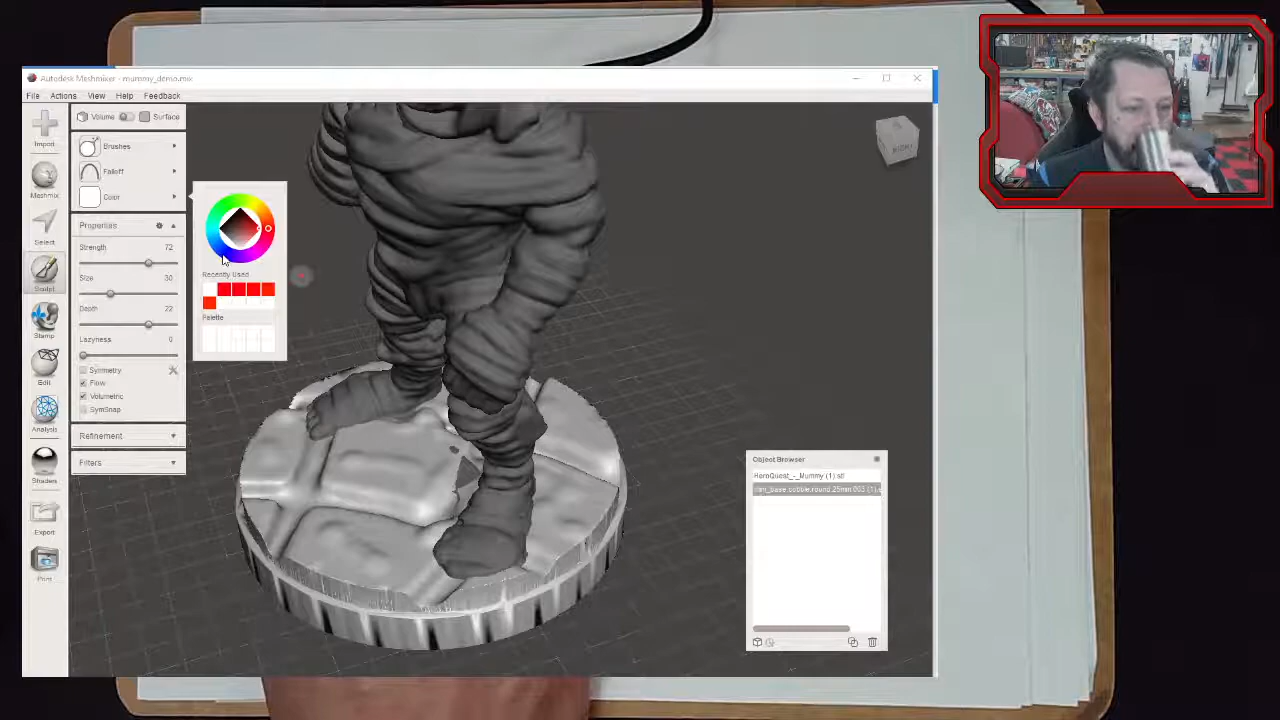 Autodesk Meshmixer - mummy_demo.mix
File Actions View Help Feedback
Import
Meshmix
Select
Sculpt
Stamp
Edit
Analysis
Shaders
Export
Print
Volume Surface
Brushes
Falloff
Color
Properties
Strength 72
Size 30
Depth 22
Lazyness 0
Symmetry
Flow
Volumetric
SymSnap
Refinement
Filters
Recently Used
Palette
RIGHT
Object Browser
HeroQuest_-_Mummy (1).stl